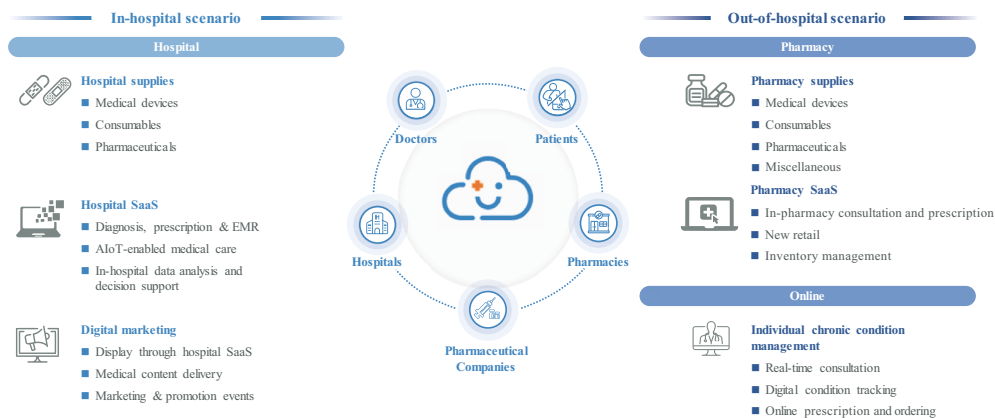 In-hospital scenario
Hospital
Hospital supplies
Medical devices
Consumables
Pharmaceuticals
Hospital SaaS
Diagnosis, prescription & EMR
AIoT-enabled medical care
In-hospital data analysis and
decision support
Digital marketing
Display through hospital SaaS
Medical content delivery
Marketing & promotion events
Doctors
Patients
Hospitals
Pharmacies
Pharmaceutical
Companies
Out-of-hospital scenario
Pharmacy
Pharmacy supplies
Medical devices
Consumables
Pharmaceuticals
Miscellaneous
Pharmacy SaaS
In-pharmacy consultation and prescription
New retail
Inventory management
Online
Individual chronic condition
management
Real-time consultation
Digital condition tracking
Online prescription and ordering